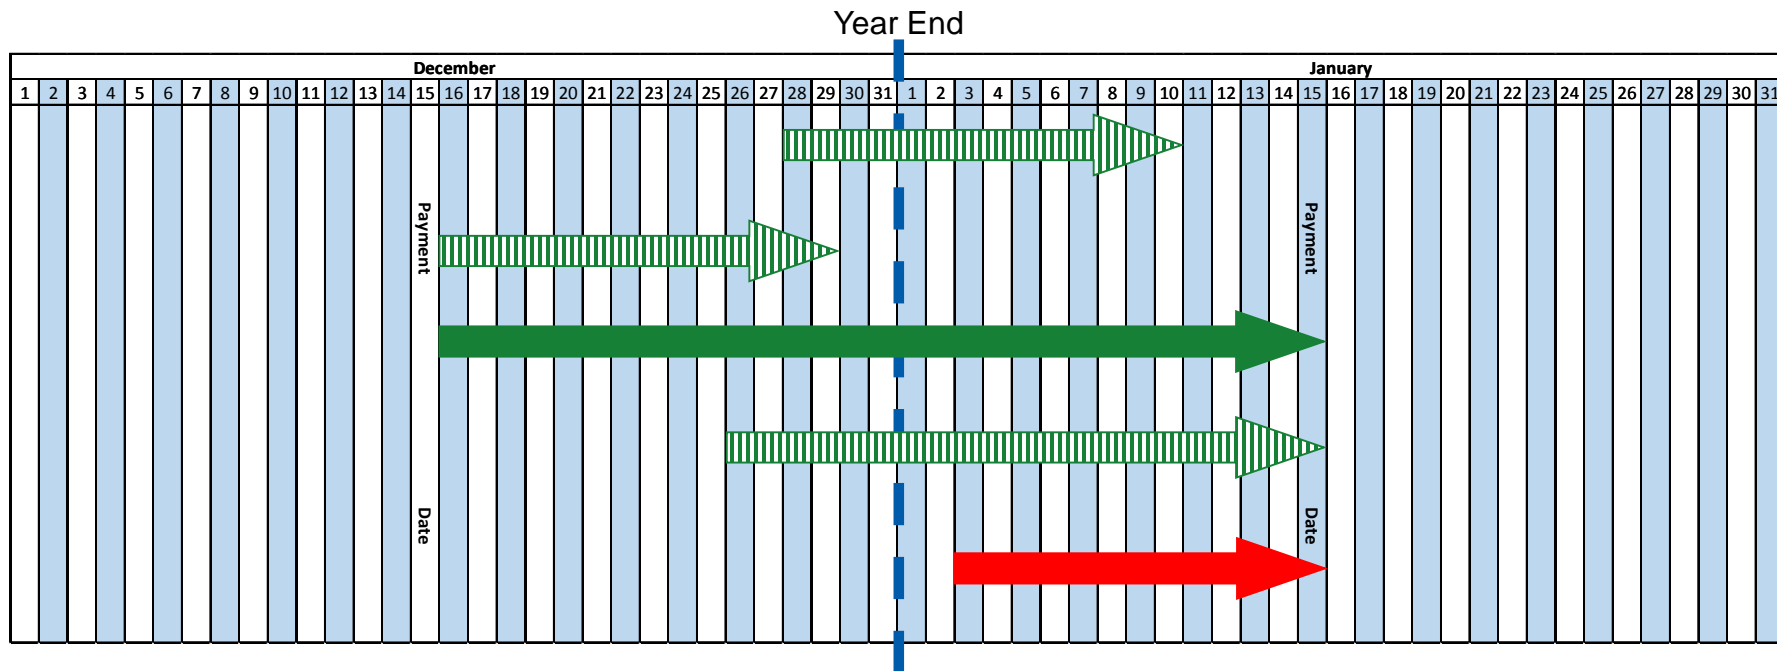 Year End
December January
1 2 3 4 5 6 7 8 9 10 11 12 13 14 15 16 17 18 19 20 21 22 23 24 25 26 27 28 29 30 31 1 2 3 4 5 6 7 8 9 10 11 12 13 14 15 16 17 18 19 20 21 22 23 24 25 26 27 28 29 30 31
Payment Date
Payment Date